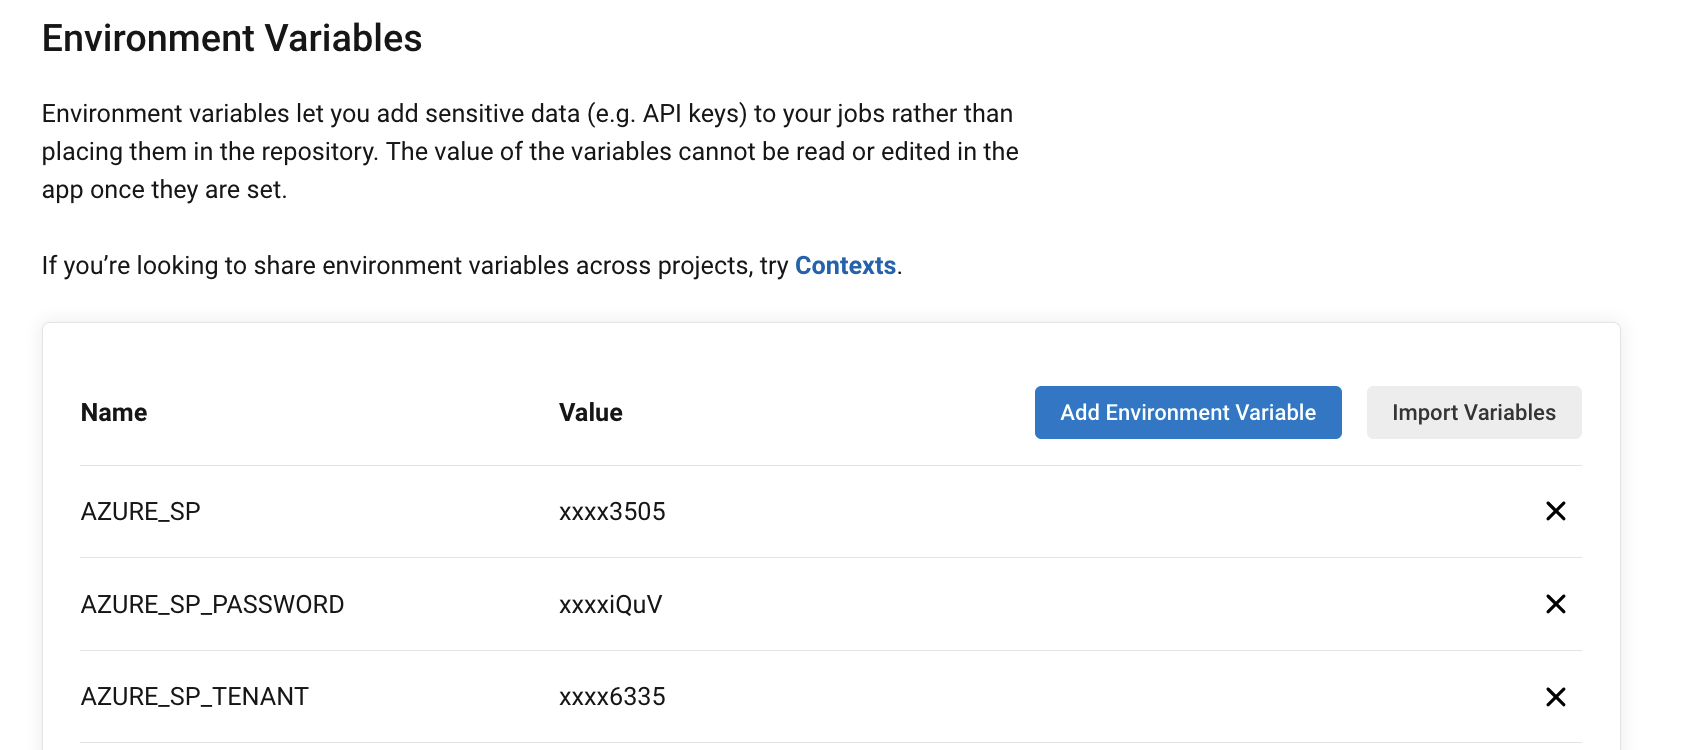 Environment Variables
Environment variables let you add sensitive data (e.g. API keys) to your jobs rather than
placing them in the repository. The value of the variables cannot be read or edited in the
app once they are set.
If you’re looking to share environment variables across projects, try Contexts.
Name Value Add Environment Variable Import Variables
AZURE_SP xxxx3505
AZURE_SP_PASSWORD xxxxiQuV
AZURE_SP_TENANT xxxx6335